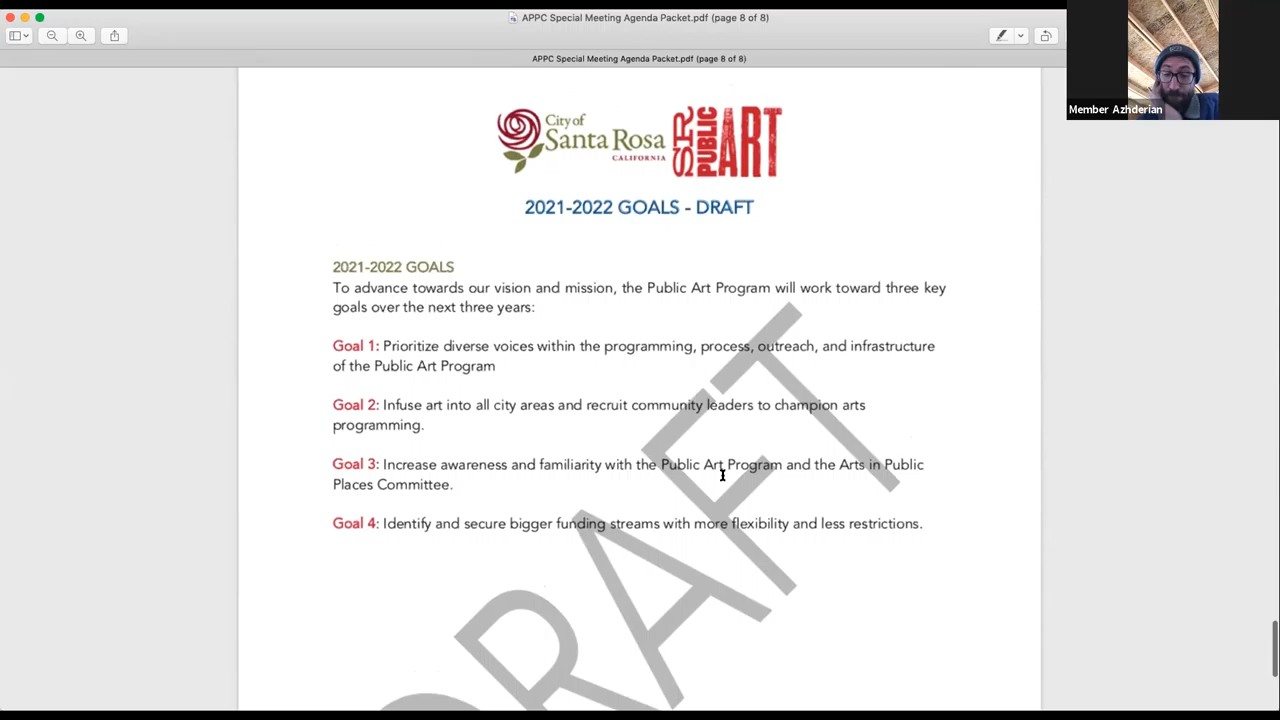 APPC Special Meeting Agenda Packet.pdf (page 8 of 8)
APPC Special Meeting Agenda Packet.pdf (page 8 of 8)
Member Azhderian
City of
Santa Rosa
CALIFORNIA
SR
PUBLIC
ART
2021-2022 GOALS - DRAFT
2021-2022 GOALS
To advance towards our vision and mission, the Public Art Program will work toward three key
goals over the next three years:
Goal 1: Prioritize diverse voices within the programming, process, outreach, and infrastructure
of the Public Art Program
Goal 2: Infuse art into all city areas and recruit community leaders to champion arts
programming.
Goal 3: Increase awareness and familiarity with the Public Art Program and the Arts in Public
Places Committee.
Goal 4: Identify and secure bigger funding streams with more flexibility and less restrictions.
DRAFT